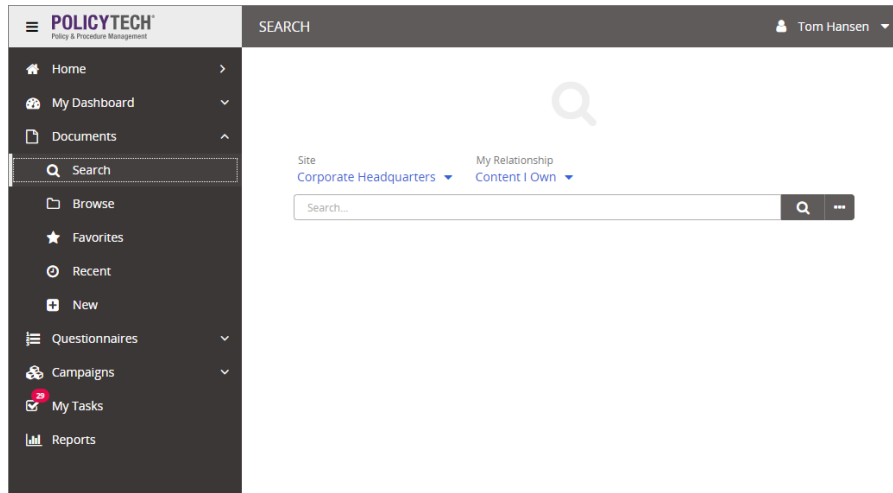 POLICYTECH®
Policy & Procedure Management
SEARCH
Tom Hansen
Home
My Dashboard
Documents
Search
Browse
Favorites
Recent
New
Questionnaires
Campaigns
29
My Tasks
Reports
Site
My Relationship
Corporate Headquarters
Content I Own
Search...